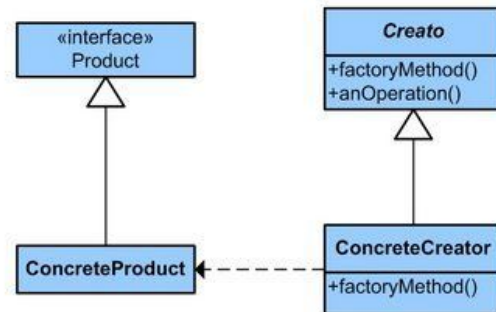 «interface»
Product
Creato
+factoryMethod()
+anOperation()
ConcreteProduct
ConcreteCreator
+factoryMethod()